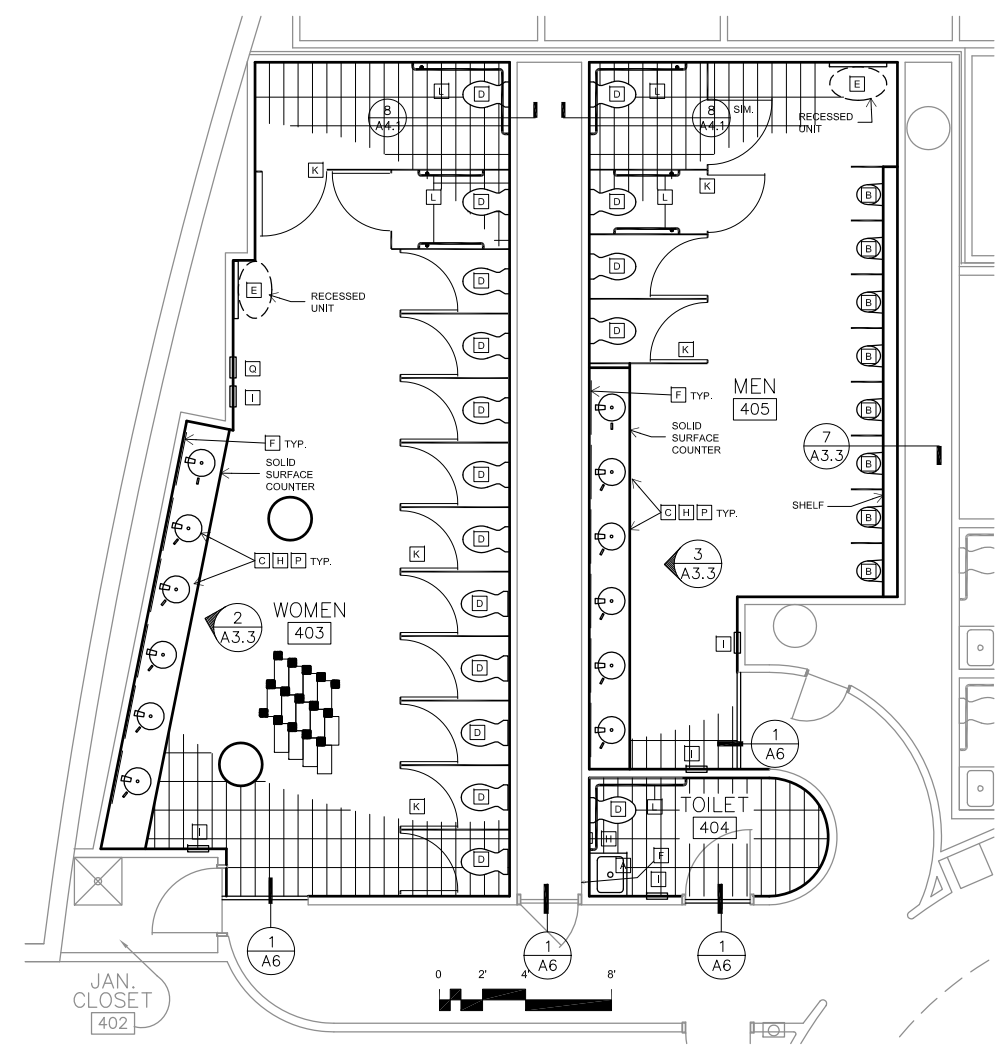 L
D
8
A4.1
K
L
D
E
RECESSED
UNIT
D
D
Q
I
D
F TYP.
SOLID
SURFACE
COUNTER
D
D
K
C H P TYP.
D
2
A3.3
WOMEN
403
D
D
D
K
I
D
1
A6
D
L
8
A4.1
SIM.
E
RECESSED
UNIT
K
D
L
B
D
B
B
D
K
B
MEN
405
F TYP.
SOLID
SURFACE
COUNTER
B
7
A3.3
B
SHELF
B
C H P TYP.
3
A3.3
B
I
I
1
A6
D
L
TOILET
404
H
A
F
I
1
A6
1
A6
JAN.
CLOSET
402
0 2' 4' 8'